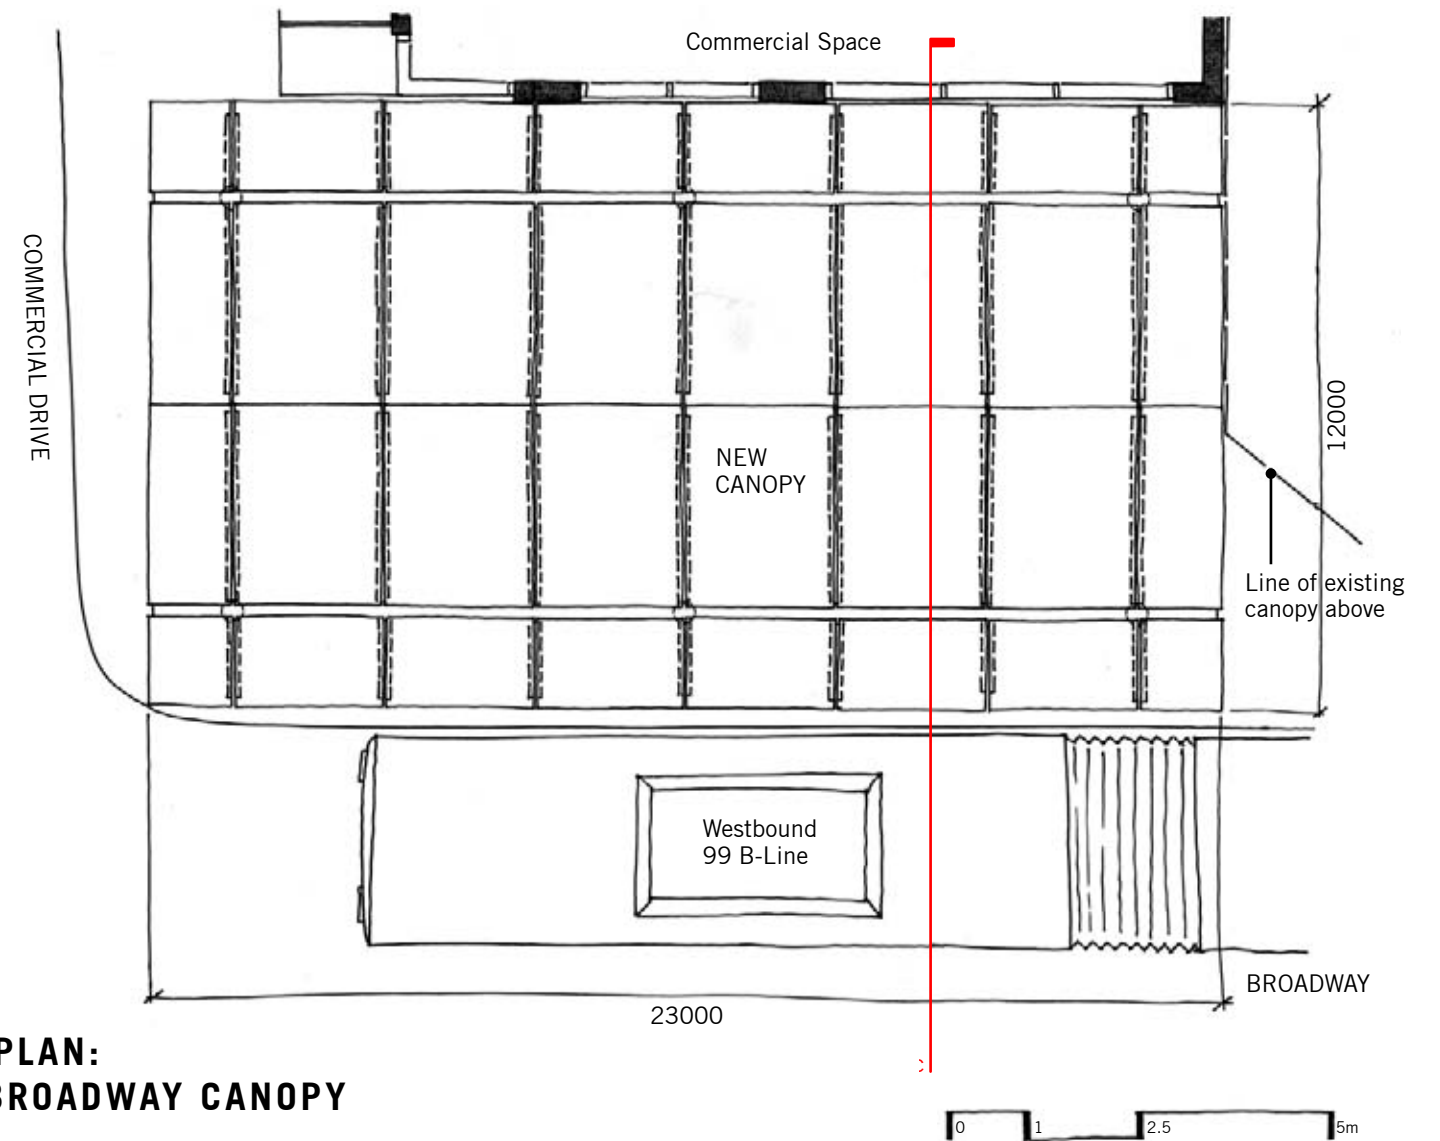 Commercial Space
COMMERCIAL DRIVE
NEW
CANOPY
12000
Line of existing
canopy above
Westbound
99 B-Line
BROADWAY
23000
PLAN:
BROADWAY CANOPY
0 1 2.5 5m